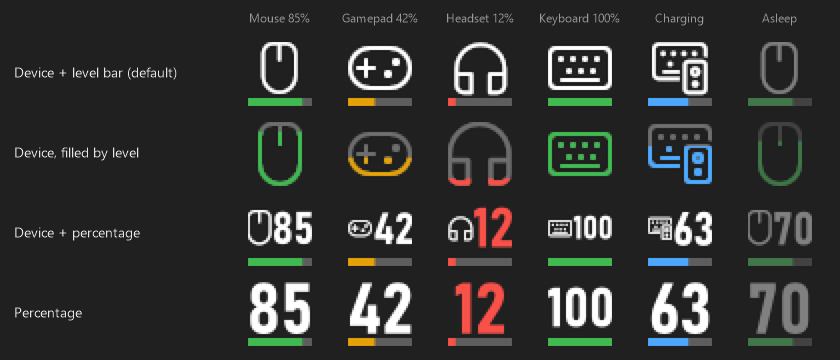 Mouse 85% Gamepad 42% Headset 12% Keyboard 100% Charging Asleep
Device + level bar (default)
Device, filled by level
Device + percentage 85 42 12 100 63 70
Percentage 85 42 12 100 63 70